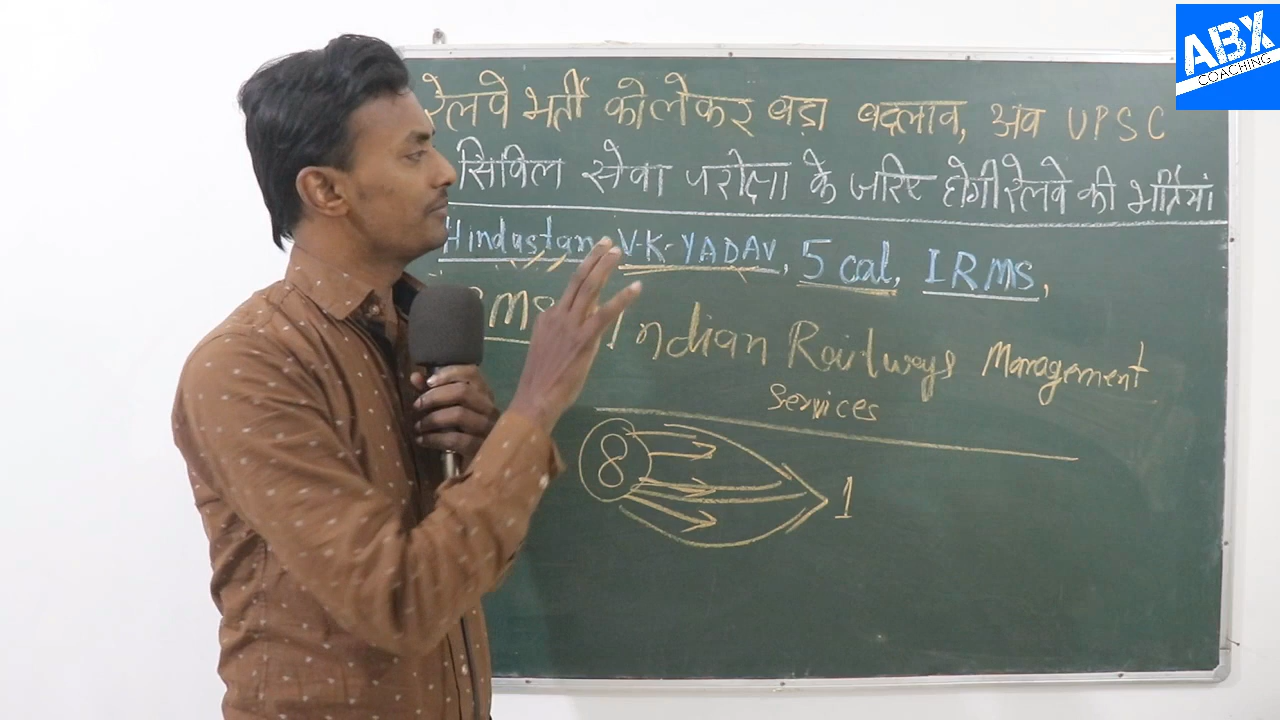 ABX
COACHING
रेलवे भर्ती को लेकर बड़ा बदलाव, अब UPSC
सिविल सेवा परीक्षा के जरिए होगी रेलवे की भर्तियां
Hindustan V.K. YADAV, 5 cal, IRMS,
RMS Indian Railways Management
Services
8 1